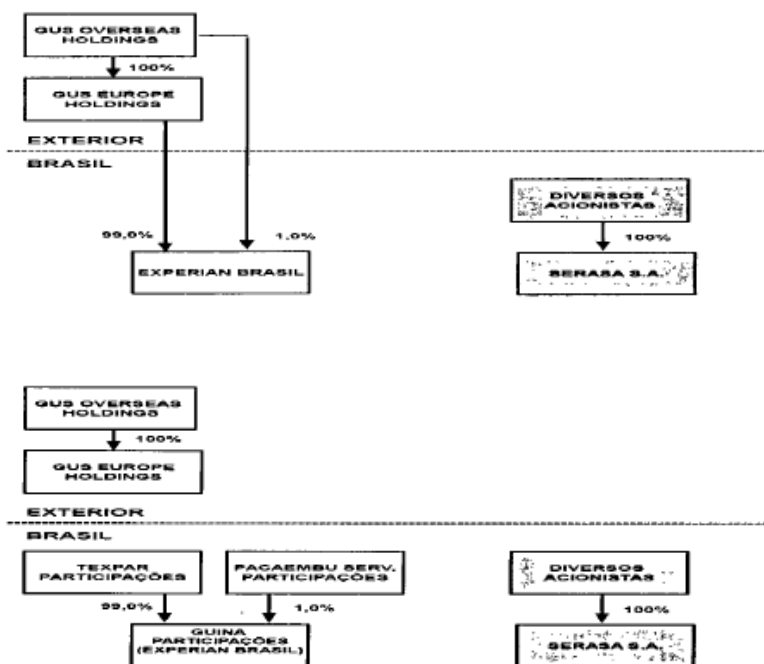 GUS OVERSEAS
HOLDINGS
100%
GUS EUROPE
HOLDINGS
EXTERIOR
BRASIL
DIVERSOS
ACIONISTAS
99,0%
1,0%
100%
EXPERIAN BRASIL
SERASA S.A.
GUS OVERSEAS
HOLDINGS
100%
GUS EUROPE
HOLDINGS
EXTERIOR
BRASIL
TEXPAR
PARTICIPAÇÕES
PACAEMBU SERV.
PARTICIPAÇÕES
DIVERSOS
ACIONISTAS
99,0%
1,0%
100%
GUINA
PARTICIPAÇÕES
(EXPERIAN BRASIL)
SERASA S.A.